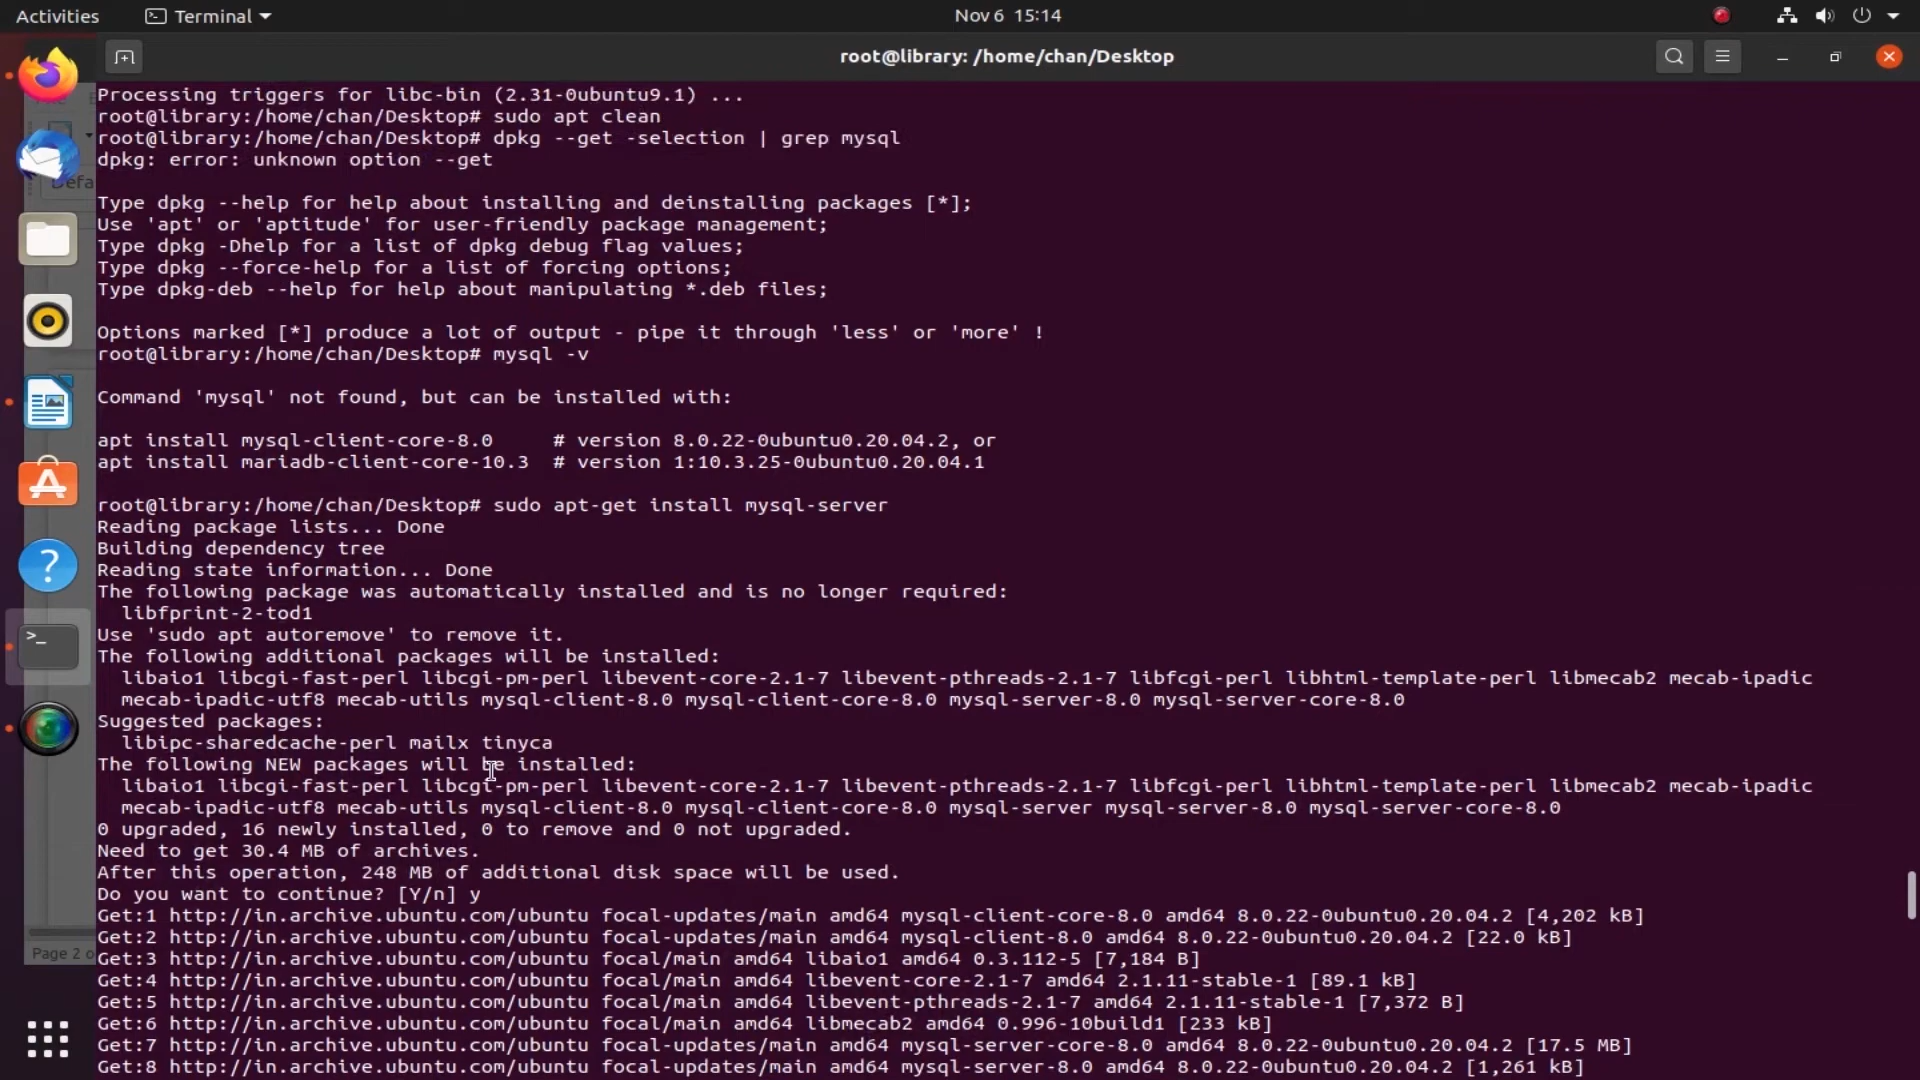 Activities
Terminal
Nov 6 15:14
root@library: /home/chan/Desktop
Processing triggers for libc-bin (2.31-0ubuntu9.1) ...
root@library:/home/chan/Desktop# sudo apt clean
root@library:/home/chan/Desktop# dpkg --get -selection | grep mysql
dpkg: error: unknown option --get
Type dpkg --help for help about installing and deinstalling packages [*];
Use 'apt' or 'aptitude' for user-friendly package management;
Type dpkg -Dhelp for a list of dpkg debug flag values;
Type dpkg --force-help for a list of forcing options;
Type dpkg-deb --help for help about manipulating *.deb files;
Options marked [*] produce a lot of output - pipe it through 'less' or 'more' !
root@library:/home/chan/Desktop# mysql -v
Command 'mysql' not found, but can be installed with:
apt install mysql-client-core-8.0     # version 8.0.22-0ubuntu0.20.04.2, or
apt install mariadb-client-core-10.3  # version 1:10.3.25-0ubuntu0.20.04.1
root@library:/home/chan/Desktop# sudo apt-get install mysql-server
Reading package lists... Done
Building dependency tree
Reading state information... Done
The following package was automatically installed and is no longer required:
libfprint-2-tod1
Use 'sudo apt autoremove' to remove it.
The following additional packages will be installed:
libaio1 libcgi-fast-perl libcgi-pm-perl libevent-core-2.1-7 libevent-pthreads-2.1-7 libfcgi-perl libhtml-template-perl libmecab2 mecab-ipadic
mecab-ipadic-utf8 mecab-utils mysql-client-8.0 mysql-client-core-8.0 mysql-server-8.0 mysql-server-core-8.0
Suggested packages:
libipc-sharedcache-perl mailx tinyca
The following NEW packages will be installed:
libaio1 libcgi-fast-perl libcgi-pm-perl libevent-core-2.1-7 libevent-pthreads-2.1-7 libfcgi-perl libhtml-template-perl libmecab2 mecab-ipadic
mecab-ipadic-utf8 mecab-utils mysql-client-8.0 mysql-client-core-8.0 mysql-server mysql-server-8.0 mysql-server-core-8.0
0 upgraded, 16 newly installed, 0 to remove and 0 not upgraded.
Need to get 30.4 MB of archives.
After this operation, 248 MB of additional disk space will be used.
Do you want to continue? [Y/n] y
Get:1 http://in.archive.ubuntu.com/ubuntu focal-updates/main amd64 mysql-client-core-8.0 amd64 8.0.22-0ubuntu0.20.04.2 [4,202 kB]
Get:2 http://in.archive.ubuntu.com/ubuntu focal-updates/main amd64 mysql-client-8.0 amd64 8.0.22-0ubuntu0.20.04.2 [22.0 kB]
Get:3 http://in.archive.ubuntu.com/ubuntu focal/main amd64 libaio1 amd64 0.3.112-5 [7,184 B]
Get:4 http://in.archive.ubuntu.com/ubuntu focal/main amd64 libevent-core-2.1-7 amd64 2.1.11-stable-1 [89.1 kB]
Get:5 http://in.archive.ubuntu.com/ubuntu focal/main amd64 libevent-pthreads-2.1-7 amd64 2.1.11-stable-1 [7,372 B]
Get:6 http://in.archive.ubuntu.com/ubuntu focal/main amd64 libmecab2 amd64 0.996-10build1 [233 kB]
Get:7 http://in.archive.ubuntu.com/ubuntu focal-updates/main amd64 mysql-server-core-8.0 amd64 8.0.22-0ubuntu0.20.04.2 [17.5 MB]
Get:8 http://in.archive.ubuntu.com/ubuntu focal-updates/main amd64 mysql-server-8.0 amd64 8.0.22-0ubuntu0.20.04.2 [1,261 kB]
Defa
Page 2 o